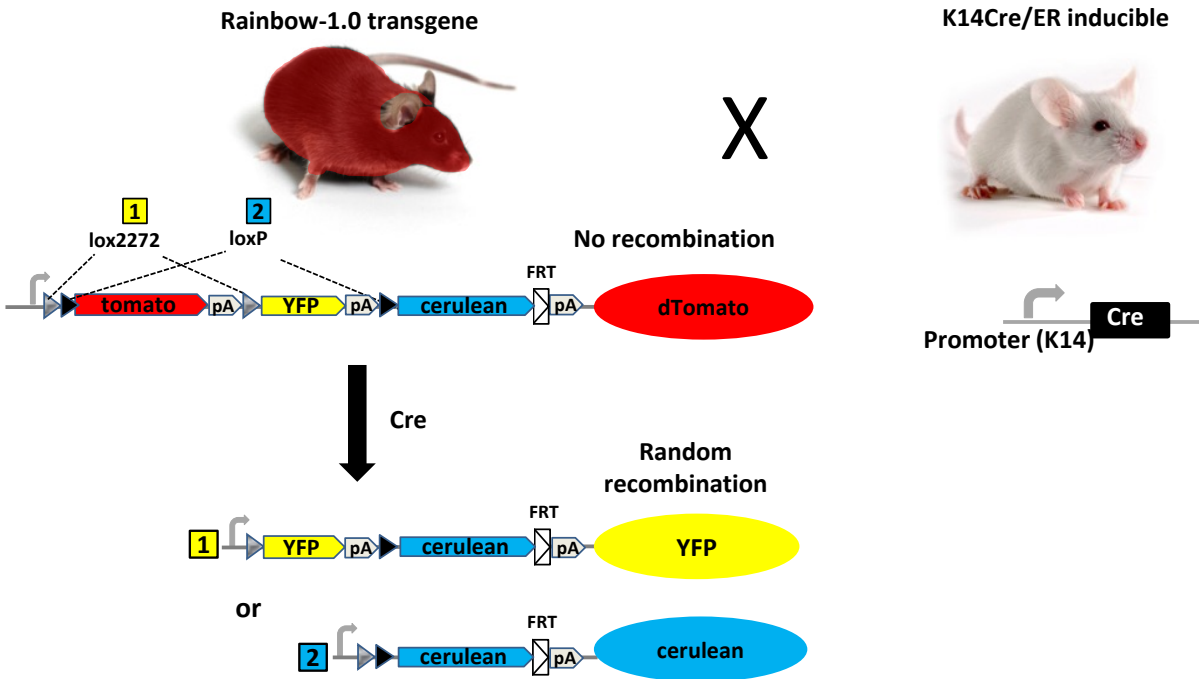 Rainbow-1.0 transgene
K14Cre/ER inducible
X
1
2
lox2272
loxP
No recombination
FRT
tomato
pA
YFP
pA
cerulean
pA
dTomato
Cre
Promoter (K14)
Cre
Random
recombination
FRT
1
YFP
pA
cerulean
pA
YFP
or
FRT
2
cerulean
pA
cerulean